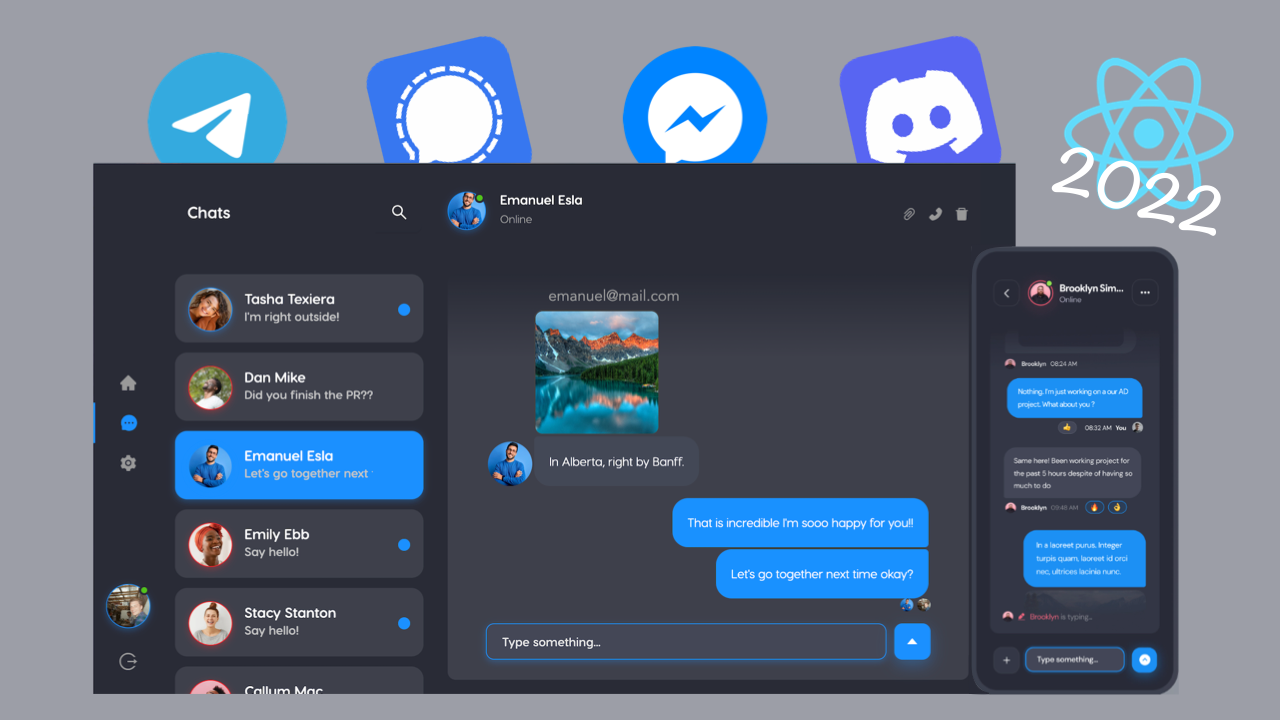 2022
Chats
Emanuel Esla
Online
Tasha Texiera
I'm right outside!
Dan Mike
Did you finish the PR??
Emanuel Esla
Let's go together next
Emily Ebb
Say hello!
Stacy Stanton
Say hello!
Callum Mac
emanuel@mail.com
In Alberta, right by Banff.
That is incredible I'm sooo happy for you!!
Let's go together next time okay?
Type something...
Brooklyn Sim...
Online
Brooklyn 08:24 AM
Nothing. I'm just working on a our AD
project. What about you ?
08:32 AM You
Same here! Been working project for
the past 5 hours despite of having so
much to do
Brooklyn 09:48 AM
In a laoreet purus. Integer
turpis quam, laoreet id orci
nec, ultrices lacinia nunc.
Brooklyn is typing...
Type something...